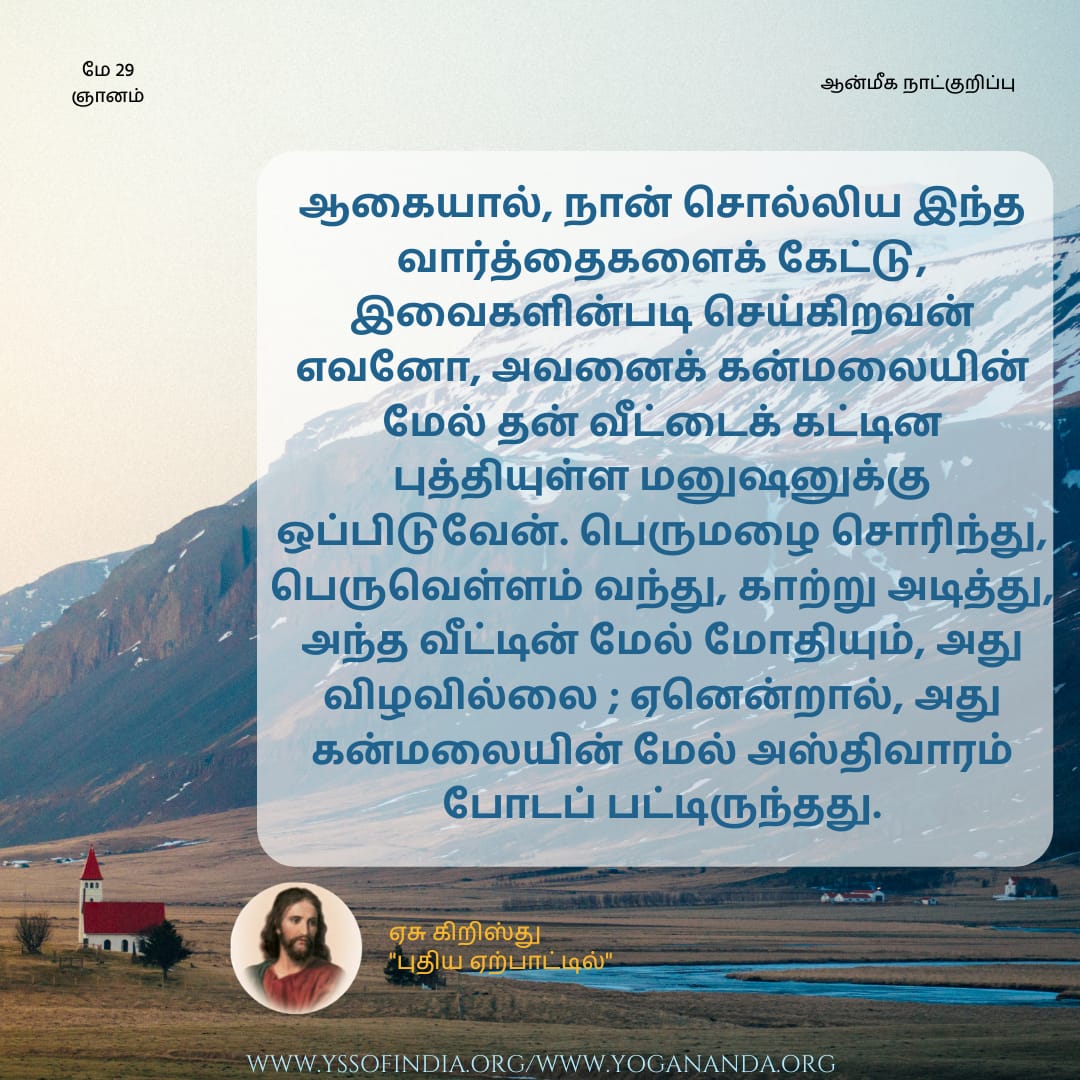 மே 29
ஞானம்
ஆன்மீக நாட்குறிப்பு
ஆகையால், நான் சொல்லிய இந்த
வார்த்தைகளைக் கேட்டு,
இவைகளின்படி செய்கிறவன்
எவனோ, அவனைக் கன்மலையின்
மேல் தன் வீட்டைக் கட்டின
புத்தியுள்ள மனுஷனுக்கு
ஒப்பிடுவேன். பெருமழை சொரிந்து,
பெருவெள்ளம் வந்து, காற்று அடித்து,
அந்த வீட்டின் மேல் மோதியும், அது
விழவில்லை ; ஏனென்றால், அது
கன்மலையின் மேல் அஸ்திவாரம்
போடப் பட்டிருந்தது.
ஏசு கிறிஸ்து
"புதிய ஏற்பாட்டில்"
WWW.YSSOFINDIA.ORG/WWW.YOGANANDA.ORG